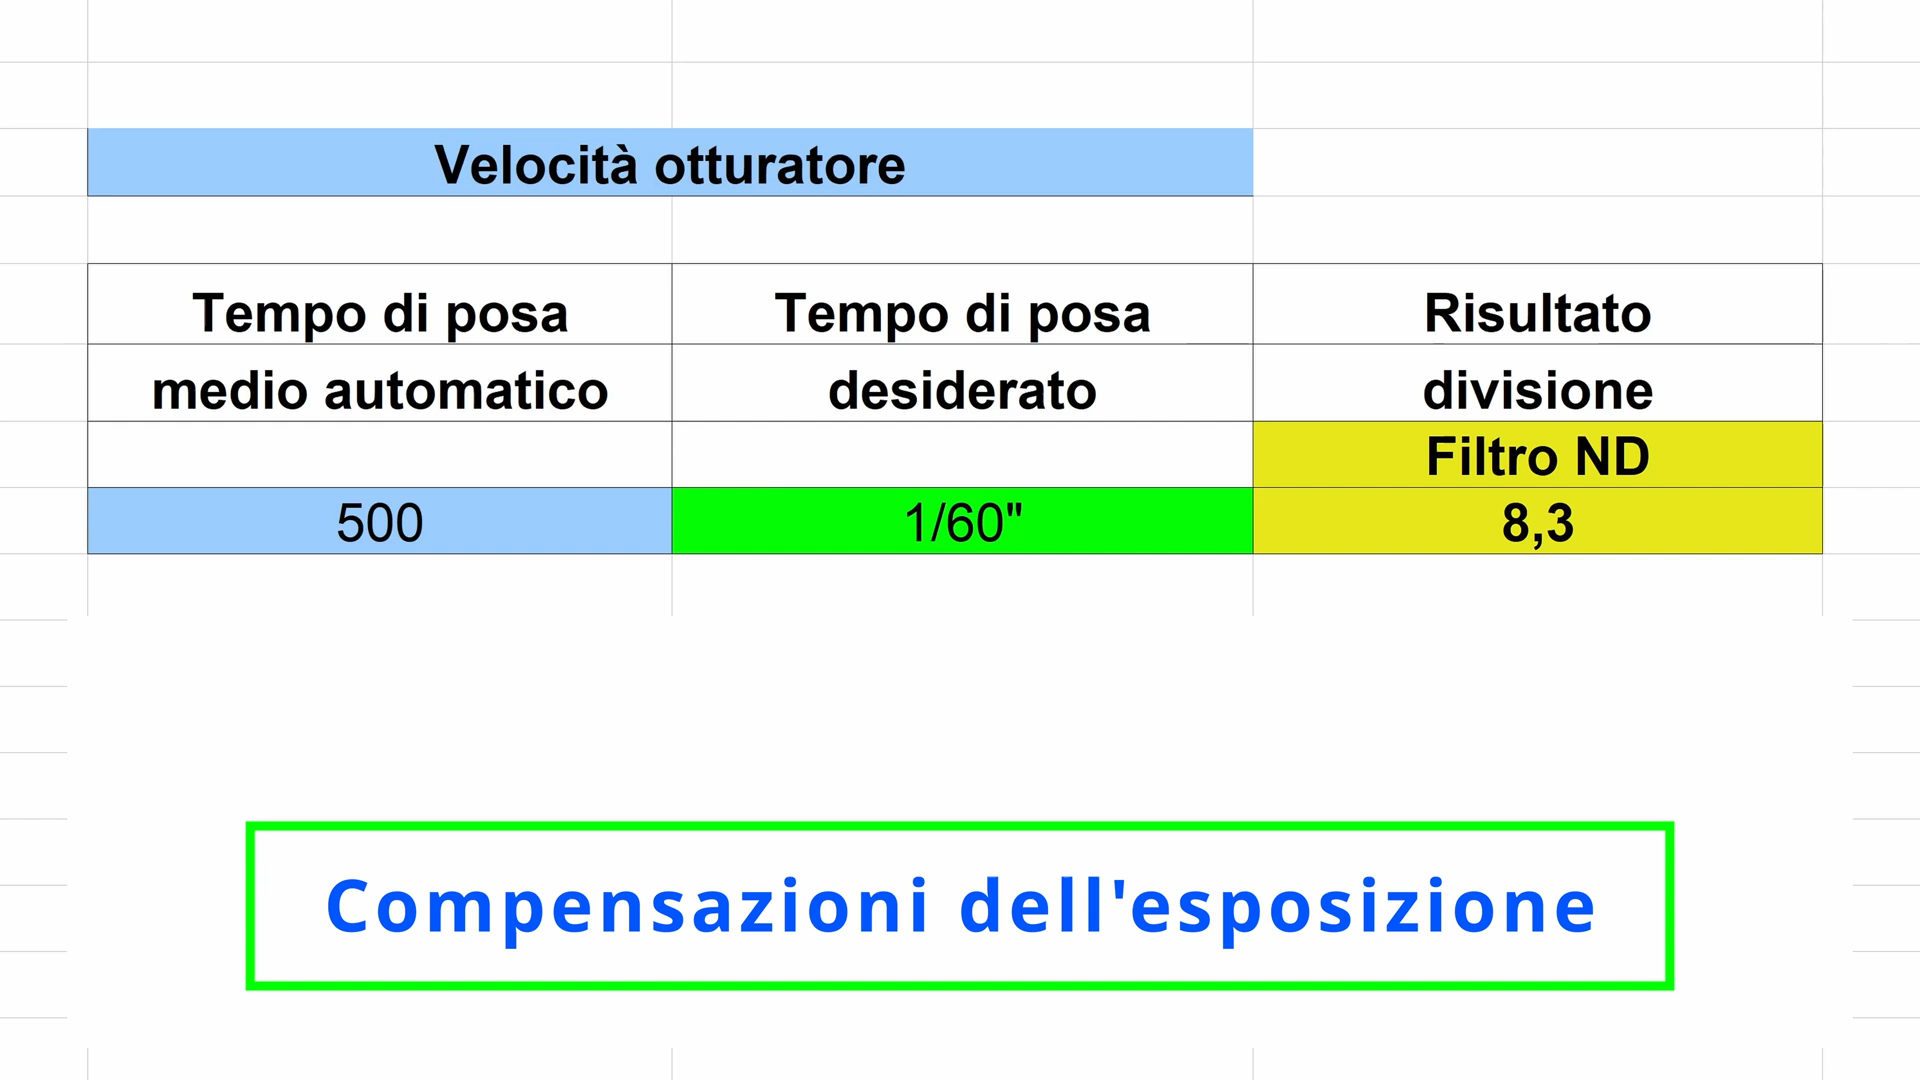 Velocità otturatore
Tempo di posa Tempo di posa Risultato
medio automatico desiderato divisione
Filtro ND
500 1/60" 8,3
Compensazioni dell'esposizione